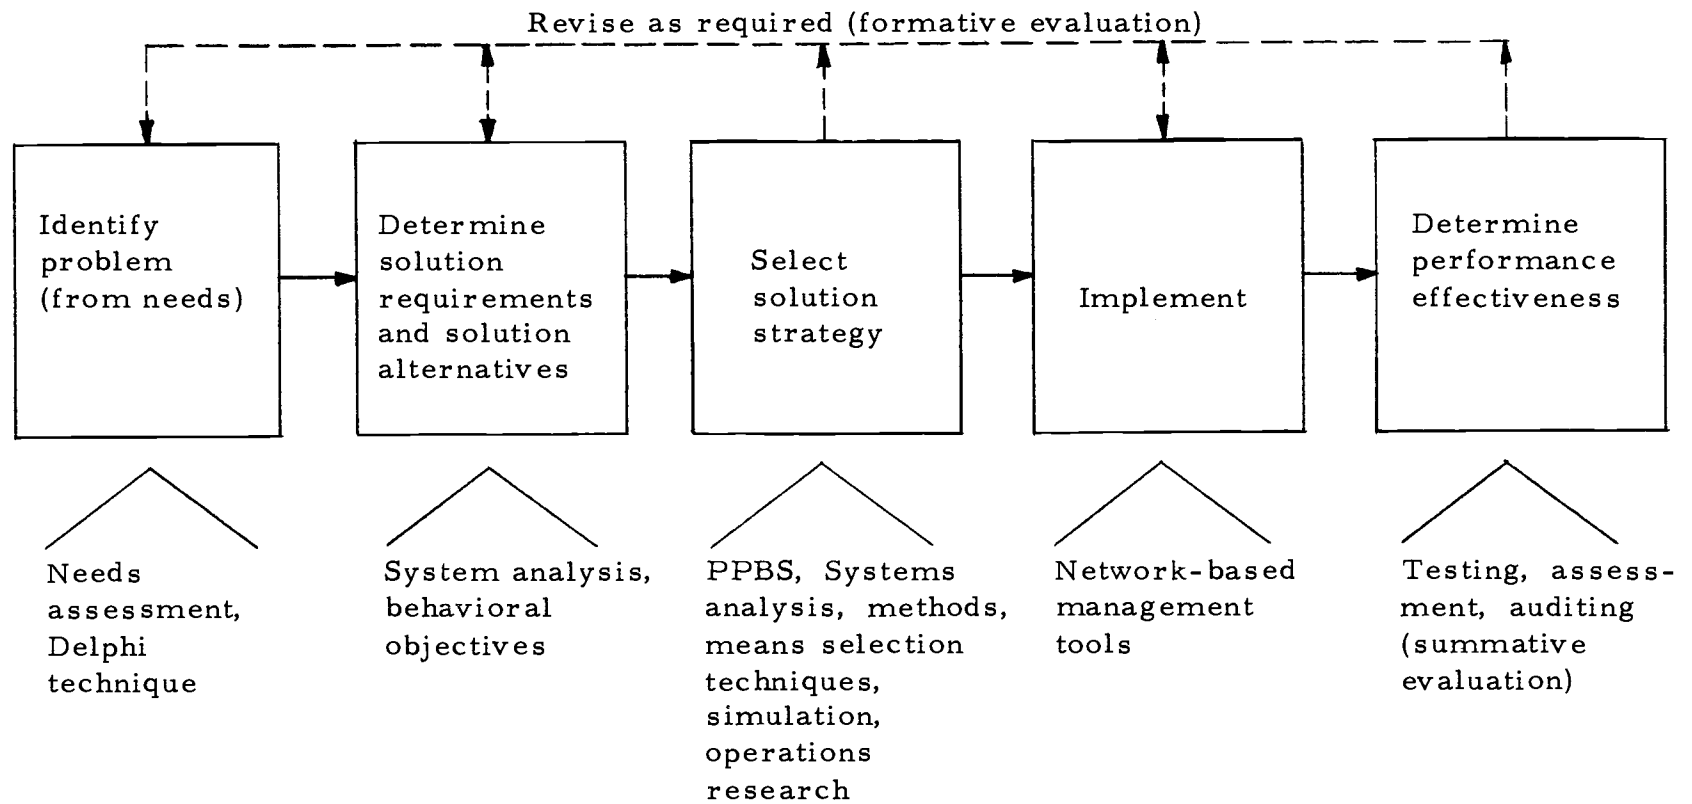 Revise as required (formative evaluation)
Identify
problem
(from needs)
Determine
solution
requirements
and solution
alternatives
Select
solution
strategy
Implement
Determine
performance
effectiveness
Needs
assessment,
Delphi
technique
System analysis,
behavioral
objectives
PPBS, Systems
analysis, methods,
means selection
techniques,
simulation,
operations
research
Network-based
management
tools
Testing, assess-
ment, auditing
(summative
evaluation)